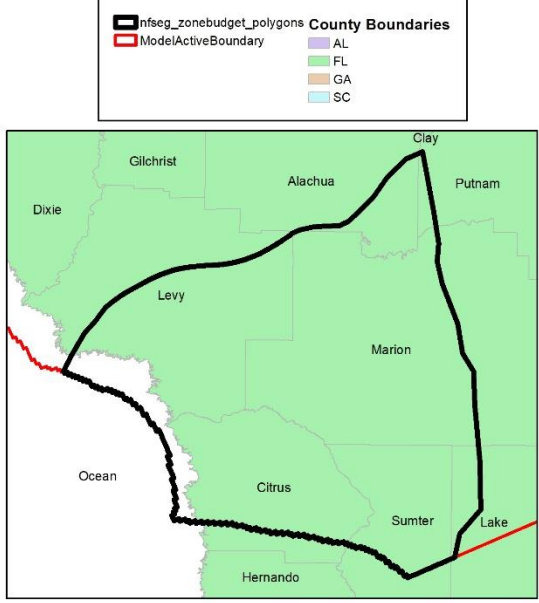 nfseg_zonebudget_polygons
ModelActiveBoundary
County Boundaries
AL
FL
GA
SC
Clay
Gilchrist
Alachua
Putnam
Dixie
Levy
Marion
Ocean
Citrus
Sumter
Lake
Hernando